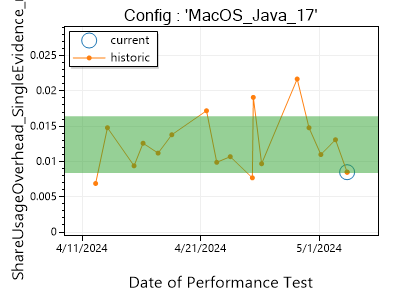 Config : 'MacOS_Java_17'
current
historic
0.025
0.02
0.015
0.01
0.005
0
ShareUsageOverhead_SingleEvidence_
4/11/2024
4/21/2024
5/1/2024
Date of Performance Test